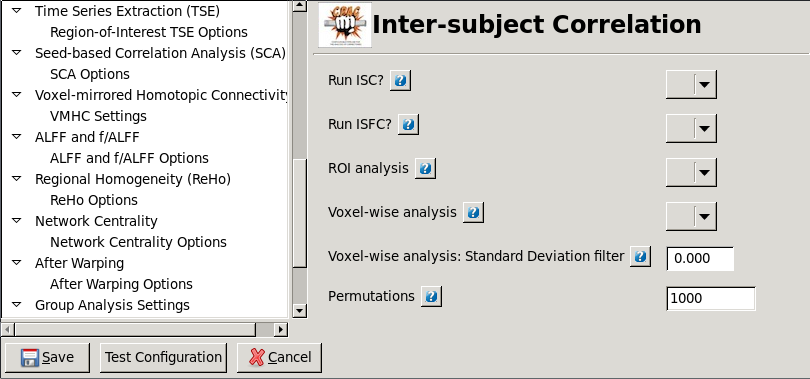 Time Series Extraction (TSE)
Region-of-Interest TSE Options
Seed-based Correlation Analysis (SCA)
SCA Options
Voxel-mirrored Homotopic Connectivity
VMHC Settings
ALFF and f/ALFF
ALFF and f/ALFF Options
Regional Homogeneity (ReHo)
ReHo Options
Network Centrality
Network Centrality Options
After Warping
After Warping Options
Group Analysis Settings
Save
Test Configuration
Cancel
CPAC
Inter-subject Correlation
Run ISC? ?
Run ISFC? ?
ROI analysis ?
Voxel-wise analysis ?
Voxel-wise analysis: Standard Deviation filter ? 0.000
Permutations ? 1000